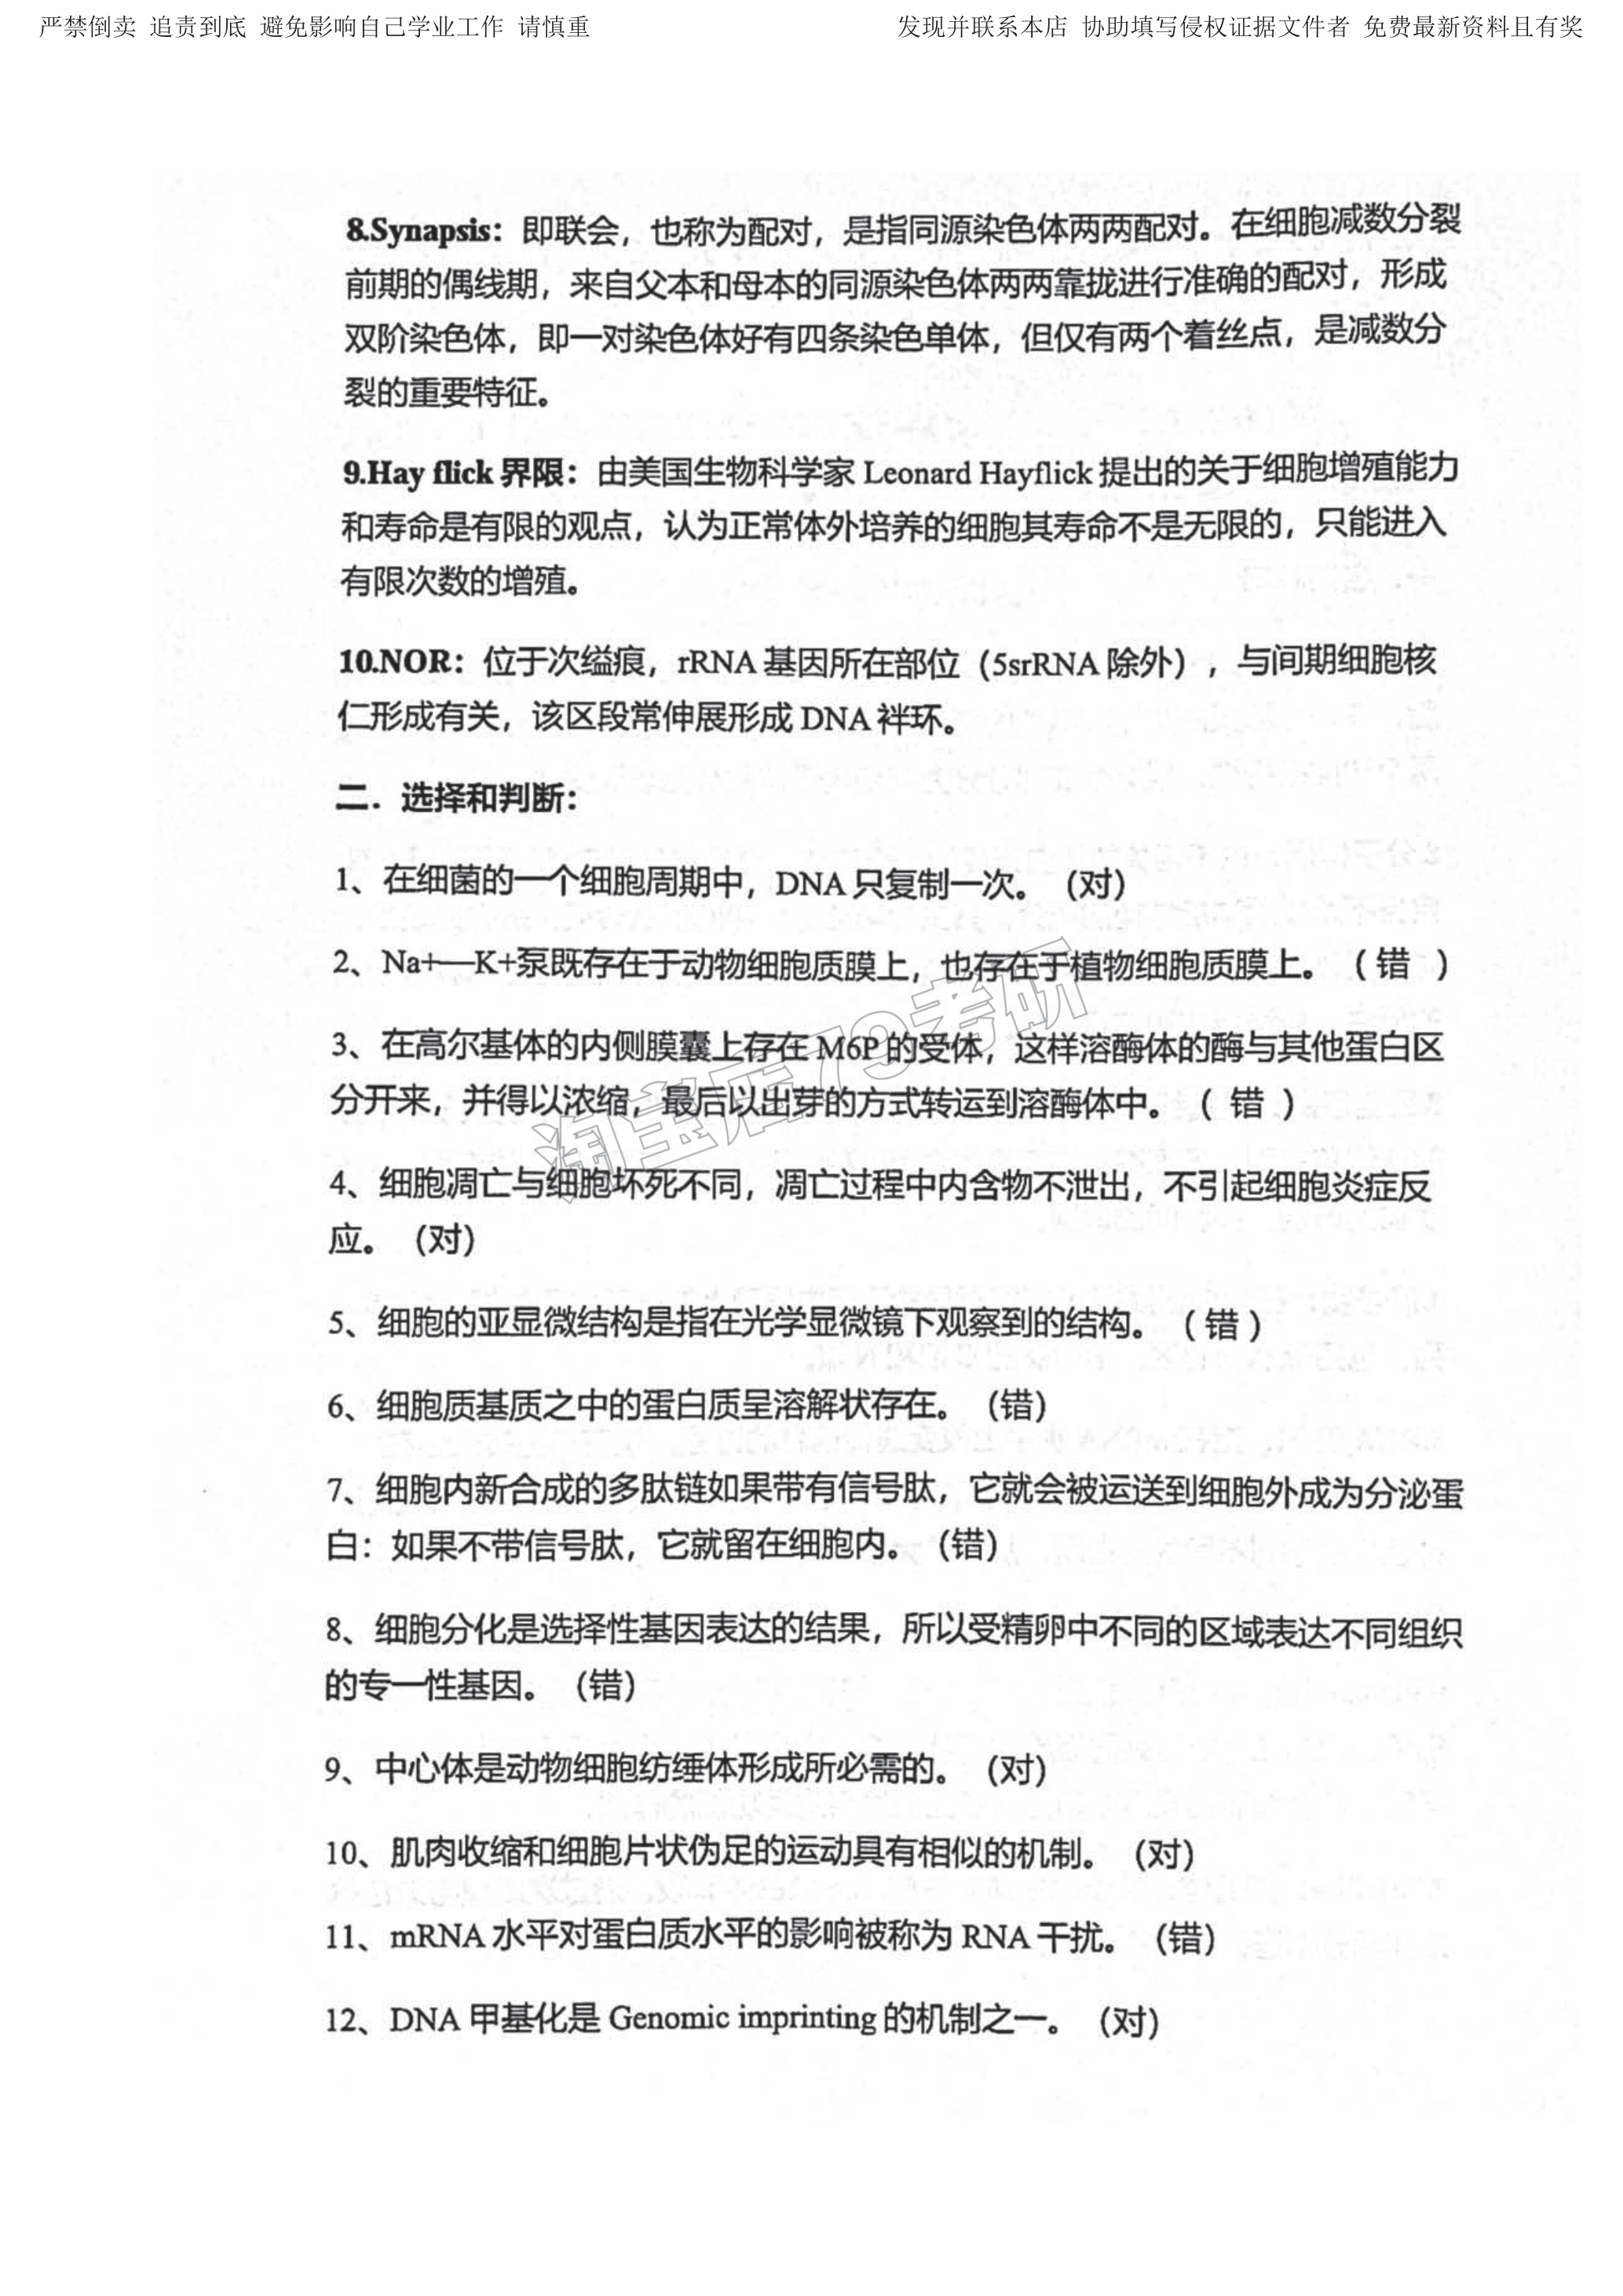 严禁倒卖 追责到底 避免影响自己学业工作 请慎重
发现并联系本店 协助填写侵权证据文件者 免费最新资料且有奖
8.Synapsis：即联会，也称为配对，是指同源染色体两两配对。在细胞减数分裂
前期的偶线期，来自父本和母本的同源染色体两两靠拢进行准确的配对，形成
双阶染色体，即一对染色体好有四条染色单体，但仅有两个着丝点，是减数分
裂的重要特征。
9.Hay flick 界限：由美国生物科学家 Leonard Hayflick 提出的关于细胞增殖能力
和寿命是有限的观点，认为正常体外培养的细胞其寿命不是无限的，只能进入
有限次数的增殖。
10.NOR：位于次缢痕，rRNA 基因所在部位（5srRNA 除外），与间期细胞核
仁形成有关，该区段常伸展形成 DNA 袢环。
二．选择和判断：
1、在细菌的一个细胞周期中，DNA 只复制一次。（对）
2、Na+—K+泵既存在于动物细胞质膜上，也存在于植物细胞质膜上。（ 错 ）
3、在高尔基体的内侧膜囊上存在 M6P 的受体，这样溶酶体的酶与其他蛋白区
分开来，并得以浓缩，最后以出芽的方式转运到溶酶体中。（ 错 ）
4、细胞凋亡与细胞坏死不同，凋亡过程中内含物不泄出，不引起细胞炎症反
应。（对）
5、细胞的亚显微结构是指在光学显微镜下观察到的结构。（ 错 ）
6、细胞质基质之中的蛋白质呈溶解状存在。（错）
7、细胞内新合成的多肽链如果带有信号肽，它就会被运送到细胞外成为分泌蛋
白：如果不带信号肽，它就留在细胞内。（错）
8、细胞分化是选择性基因表达的结果，所以受精卵中不同的区域表达不同组织
的专一性基因。（错）
9、中心体是动物细胞纺缍体形成所必需的。（对）
10、肌肉收缩和细胞片状伪足的运动具有相似的机制。（对）
11、mRNA 水平对蛋白质水平的影响被称为 RNA 干扰。（错）
12、DNA 甲基化是 Genomic imprinting 的机制之一。（对）
淘宝店79考研